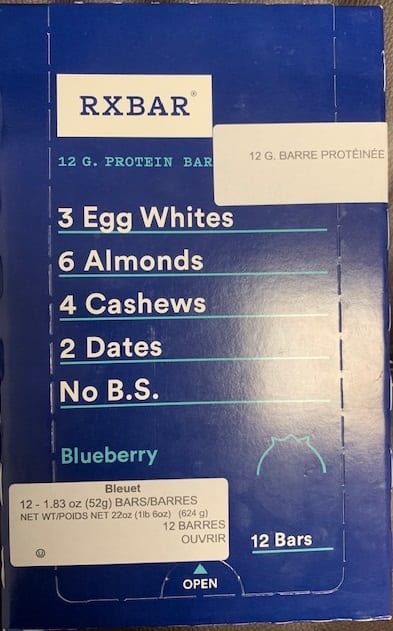 RXBAR®
12 G. PROTEIN BAR
12 G. BARRE PROTÉINÉE
3 Egg Whites
6 Almonds
4 Cashews
2 Dates
No B.S.
Blueberry
Bleuet
12 - 1.83 oz (52g) BARS/BARRES
NET WT/POIDS NET 22oz (1lb 6oz) (624 g)
12 BARRES
OUVRIR
12 Bars
OPEN